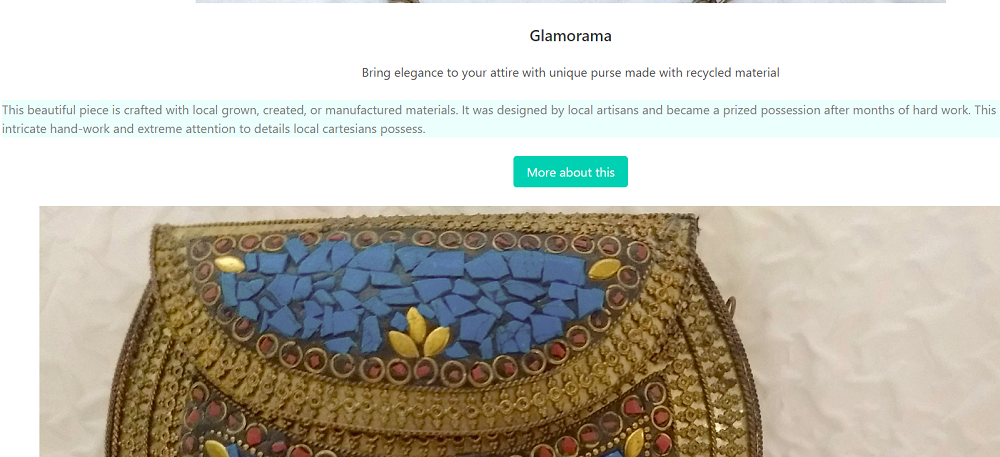 Glamorama
Bring elegance to your attire with unique purse made with recycled material
This beautiful piece is crafted with local grown, created, or manufactured materials. It was designed by local artisans and became a prized possession after months of hard work. This
intricate hand-work and extreme attention to details local cartesians possess.
More about this